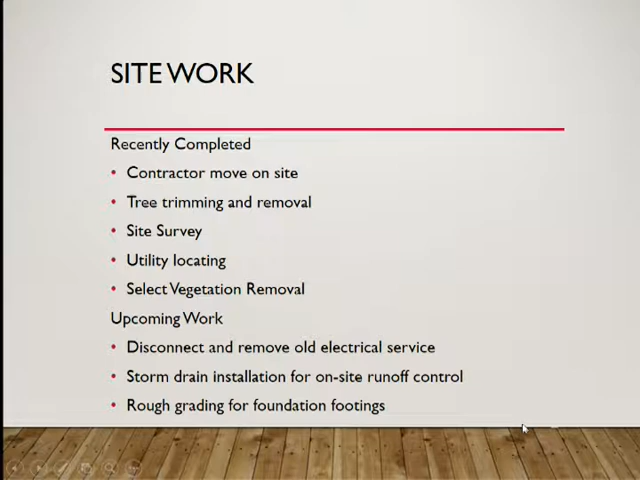 SITE WORK
Recently Completed
• Contractor move on site
• Tree trimming and removal
• Site Survey
• Utility locating
• Select Vegetation Removal
Upcoming Work
• Disconnect and remove old electrical service
• Storm drain installation for on-site runoff control
• Rough grading for foundation footings